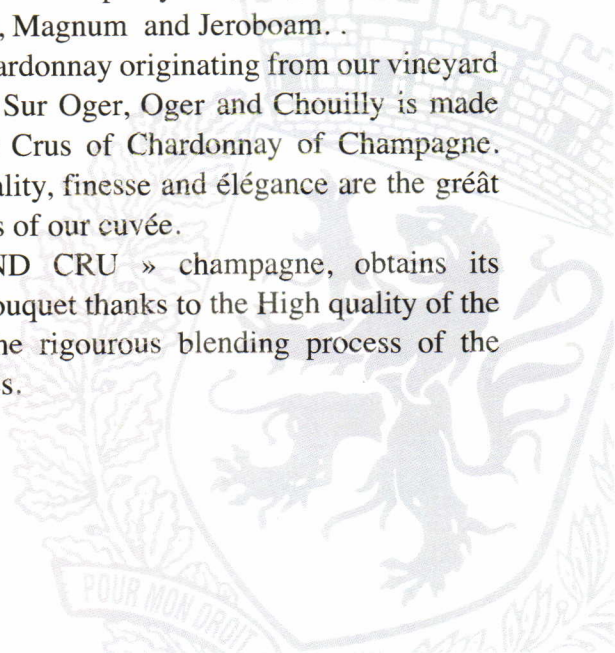 , Magnum and Jeroboam. .
ardonnay originating from our vineyard
Sur Oger, Oger and Chouilly is made
Crus of Chardonnay of Champagne.
ality, finesse and élégance are the gréât
s of our cuvée.
ND CRU » champagne, obtains its
ouquet thanks to the High quality of the
ne rigourous blending process of the
s.
POUR MON DROIT